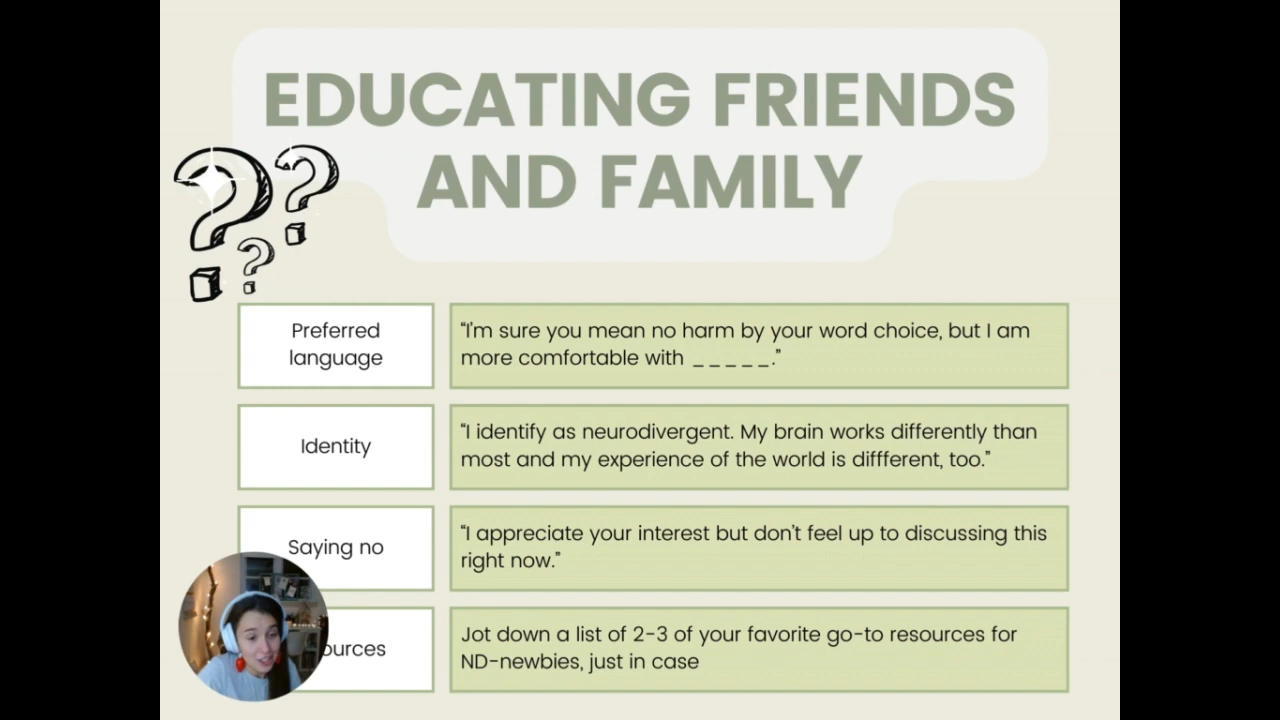 EDUCATING FRIENDS
AND FAMILY
Preferred
language
“I'm sure you mean no harm by your word choice, but I am
more comfortable with _____.”
Identity
“I identify as neurodivergent. My brain works differently than
most and my experience of the world is diffferent, too.”
Saying no
“I appreciate your interest but don’t feel up to discussing this
right now.”
ources
Jot down a list of 2-3 of your favorite go-to resources for
ND-newbies, just in case